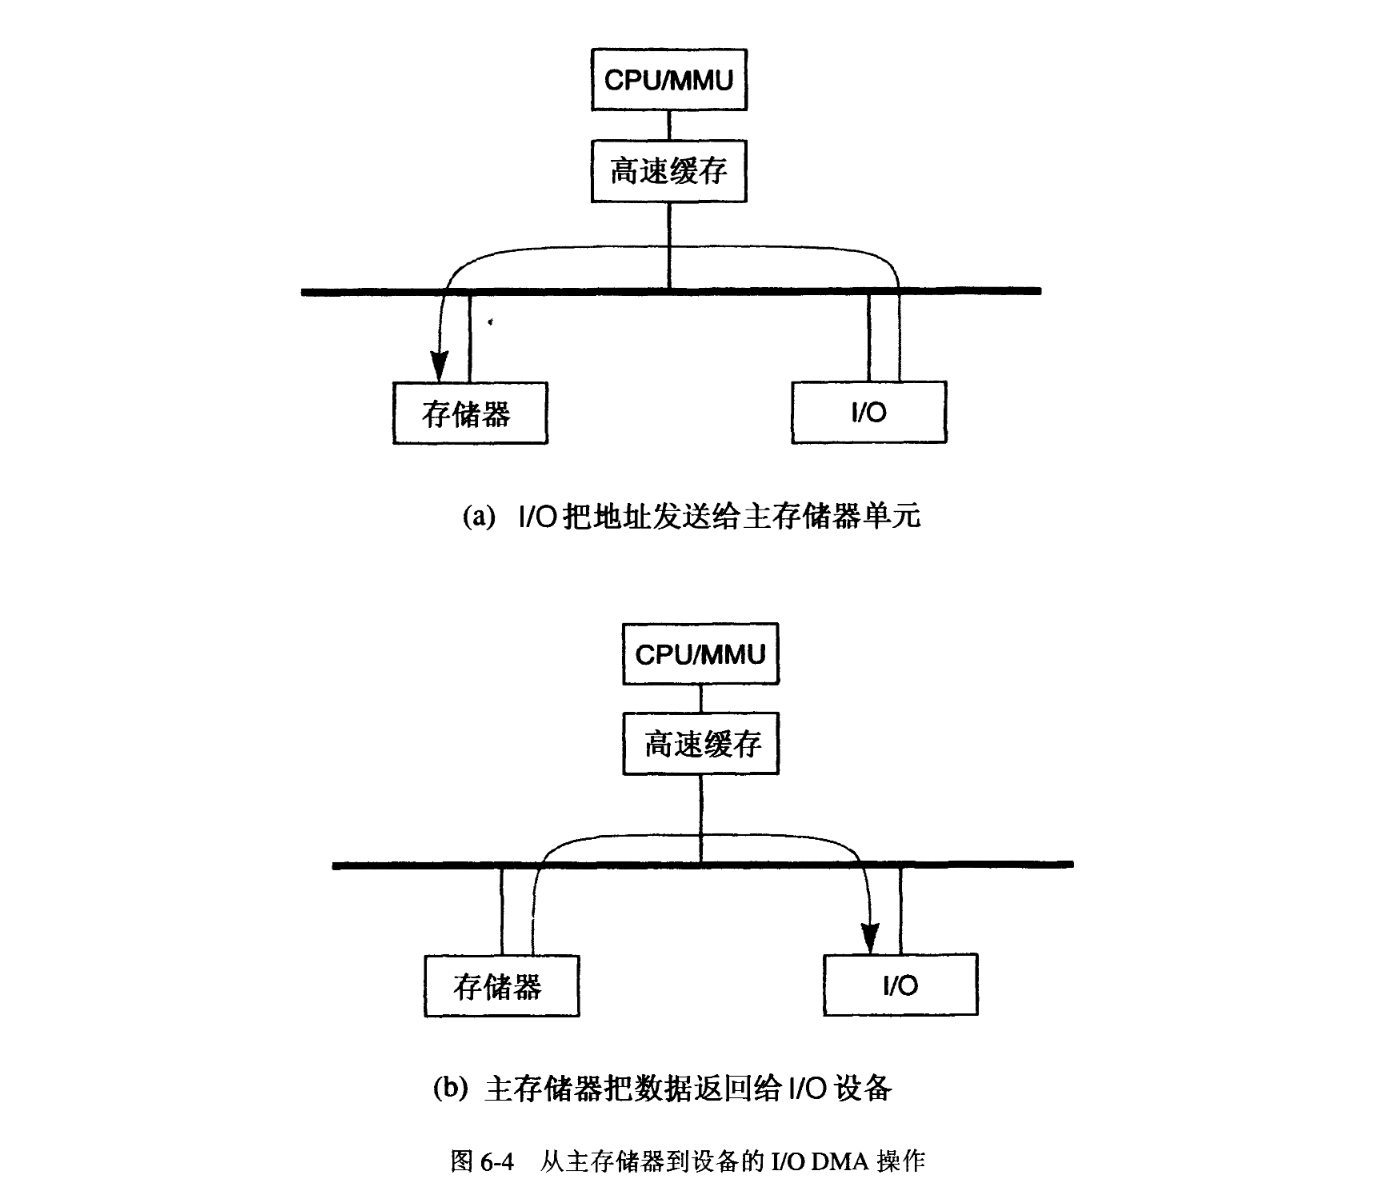 CPU/MMU
高速缓存
存储器
I/O
(a) I/O 把地址发送给主存储器单元
CPU/MMU
高速缓存
存储器
I/O
(b) 主存储器把数据返回给 I/O 设备
图 6-4 从主存储器到设备的 I/O DMA 操作